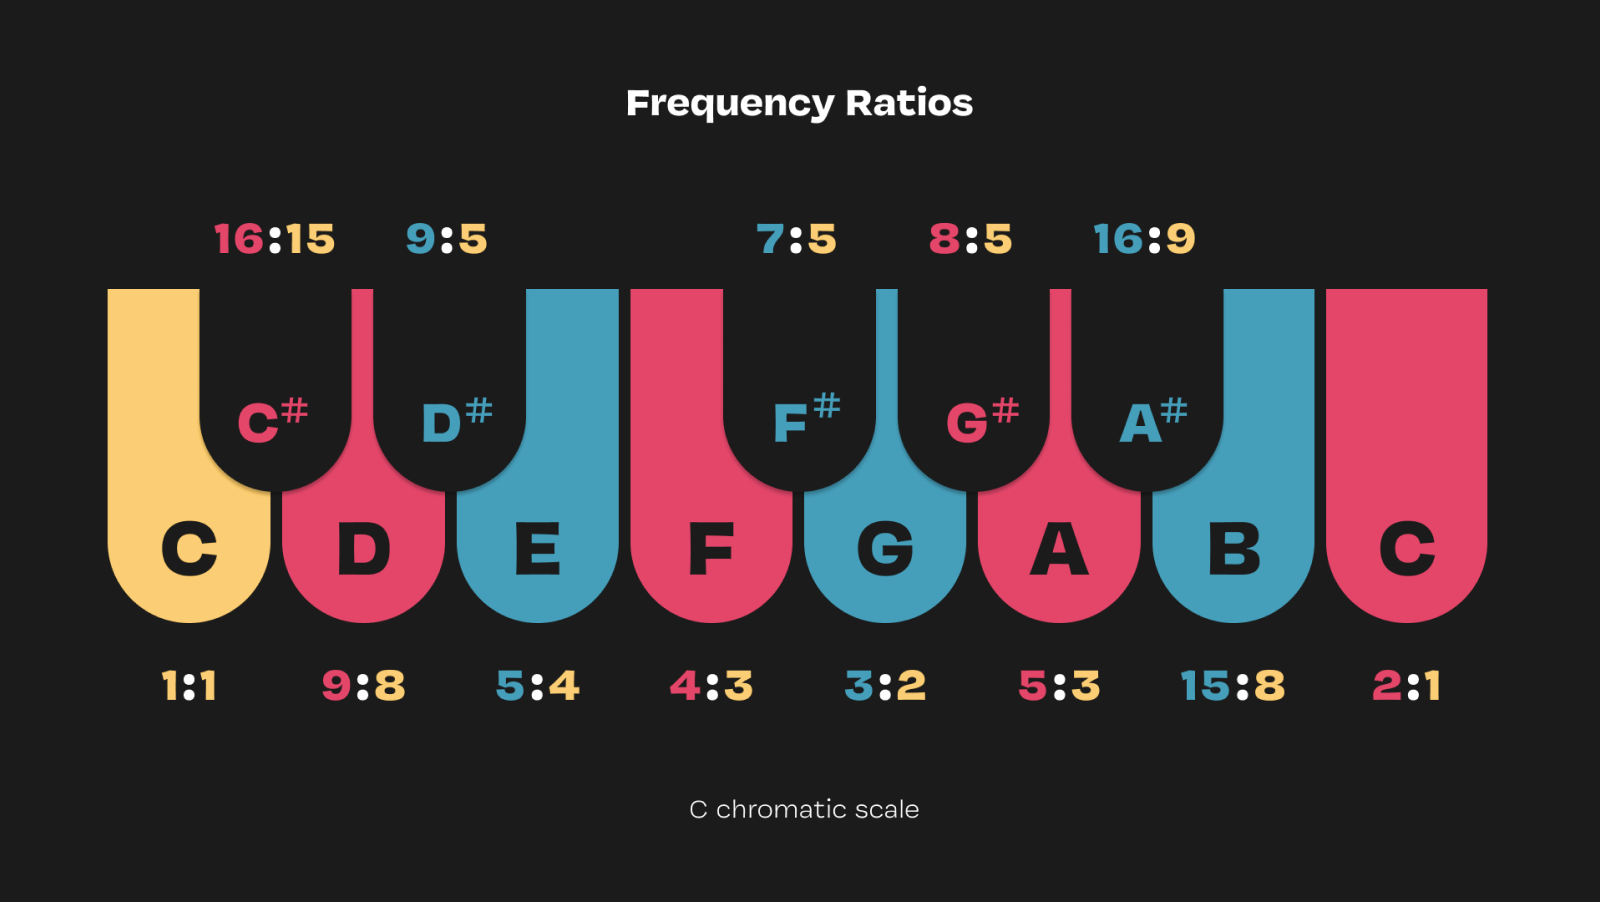 Frequency Ratios
16:15 9:5 7:5 8:5 16:9
C# D# F# G# A#
C D E F G A B C
1:1 9:8 5:4 4:3 3:2 5:3 15:8 2:1
C chromatic scale